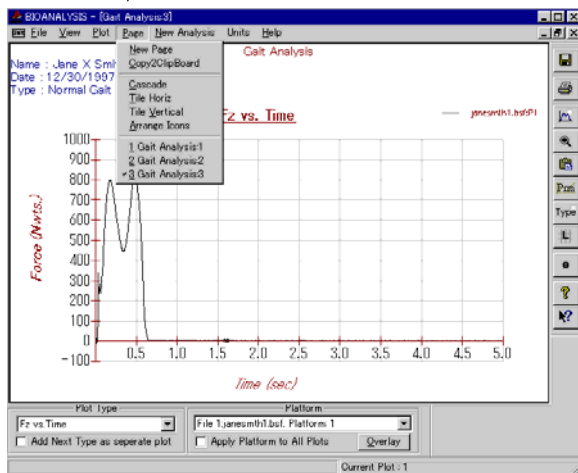 BIOANALYSIS - [Gait Analysis:3]
File View Plot Page New Analysis Units Help
Gait Analysis
New Page
Copy2ClipBoard
Cascade
Tile Horiz
Tile Vertical
Arrange Icons
1 Gait Analysis:1
2 Gait Analysis:2
✓3 Gait Analysis:3
Name : Jane X Smi
Date : 12/30/1997
Type : Normal Gait
Fz vs. Time
Force (Nwts.)
1000
900
800
700
600
500
400
300
200
100
0
-100
0.5 1.0 1.5 2.0 2.5 3.0 3.5 4.0 4.5 5.0
Time (sec)
Type
L
Plot Type
Fz vs.Time
Add Next Type as seperate plot
Platform
File 1:janesmth1.bsf, Platforms 1
Apply Platform to All Plots
Overlay
Current Plot : 1